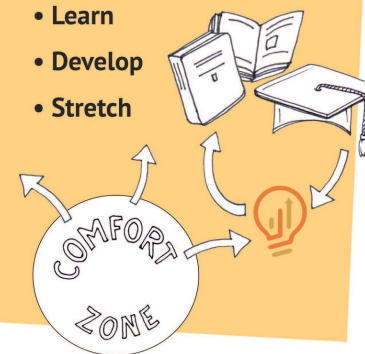 • Learn
• Develop
• Stretch
COMFORT
ZONE